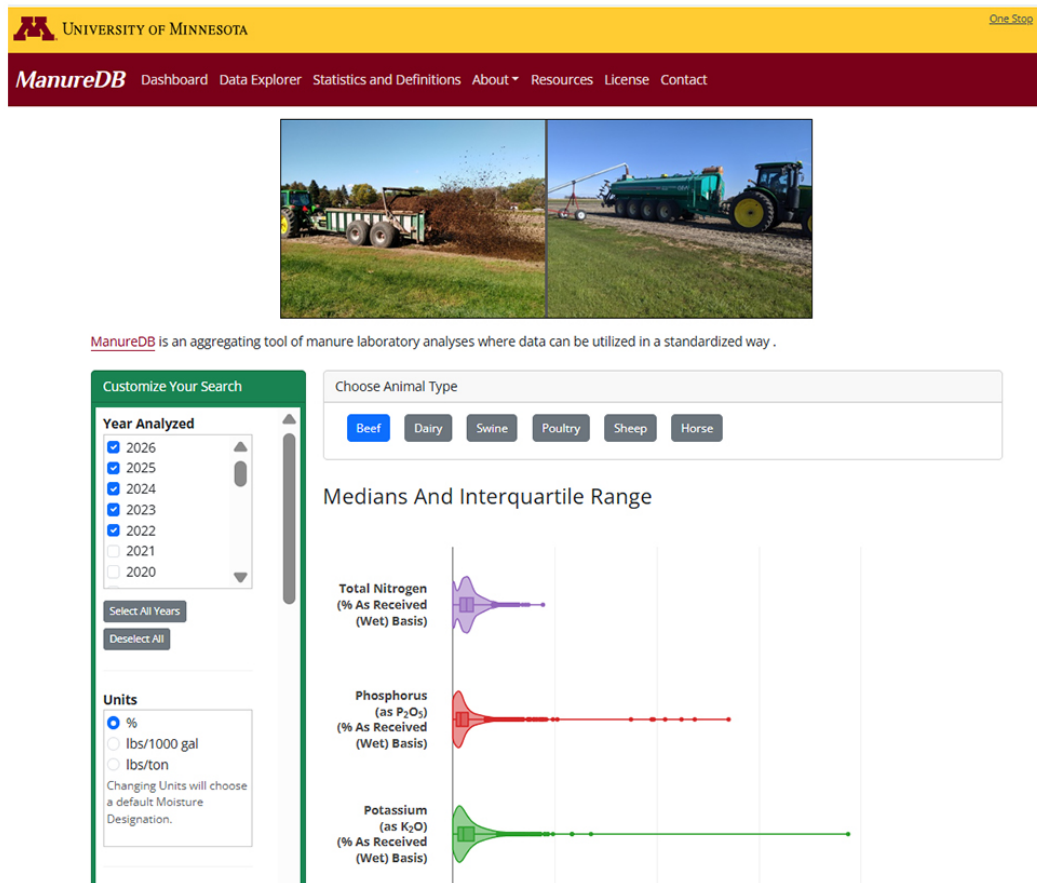 UNIVERSITY OF MINNESOTA
One Stop
ManureDB Dashboard Data Explorer Statistics and Definitions About Resources License Contact
ManureDB is an aggregating tool of manure laboratory analyses where data can be utilized in a standardized way .
Customize Your Search
Year Analyzed
2026
2025
2024
2023
2022
2021
2020
Select All Years
Deselect All
Units
%
lbs/1000 gal
lbs/ton
Changing Units will choose
a default Moisture
Designation.
Choose Animal Type
Beef Dairy Swine Poultry Sheep Horse
Medians And Interquartile Range
Total Nitrogen
(% As Received
(Wet) Basis)
Phosphorus
(as P₂O₅)
(% As Received
(Wet) Basis)
Potassium
(as K₂O)
(% As Received
(Wet) Basis)